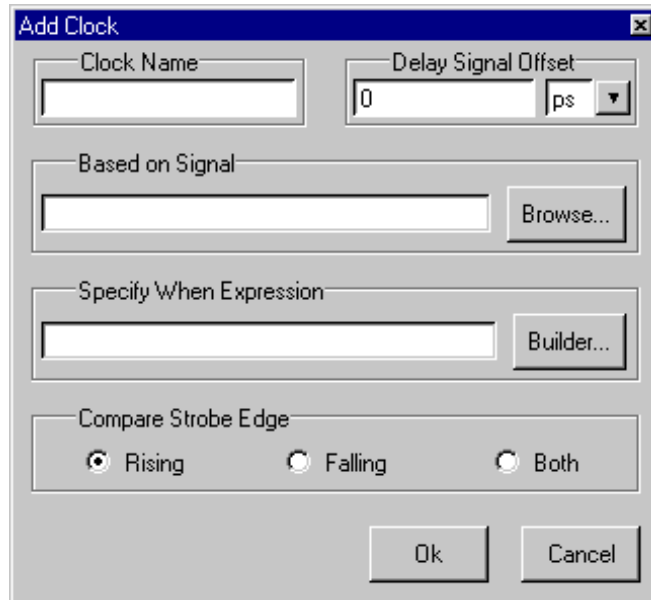 Add Clock
Clock Name Delay Signal Offset
0 ps
Based on Signal
Browse...
Specify When Expression
Builder...
Compare Strobe Edge
Rising Falling Both
Ok Cancel